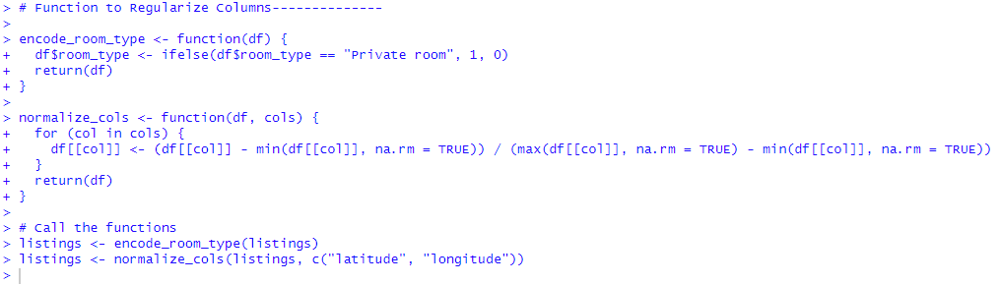 > # Function to Regularize Columns--------------
>
> encode_room_type <- function(df) {
+   df$room_type <- ifelse(df$room_type == "Private room", 1, 0)
+   return(df)
+ }
>
> normalize_cols <- function(df, cols) {
+   for (col in cols) {
+     df[[col]] <- (df[[col]] - min(df[[col]], na.rm = TRUE)) / (max(df[[col]], na.rm = TRUE) - min(df[[col]], na.rm = TRUE))
+   }
+   return(df)
+ }
>
> # Call the functions
> listings <- encode_room_type(listings)
> listings <- normalize_cols(listings, c("latitude", "longitude"))
>